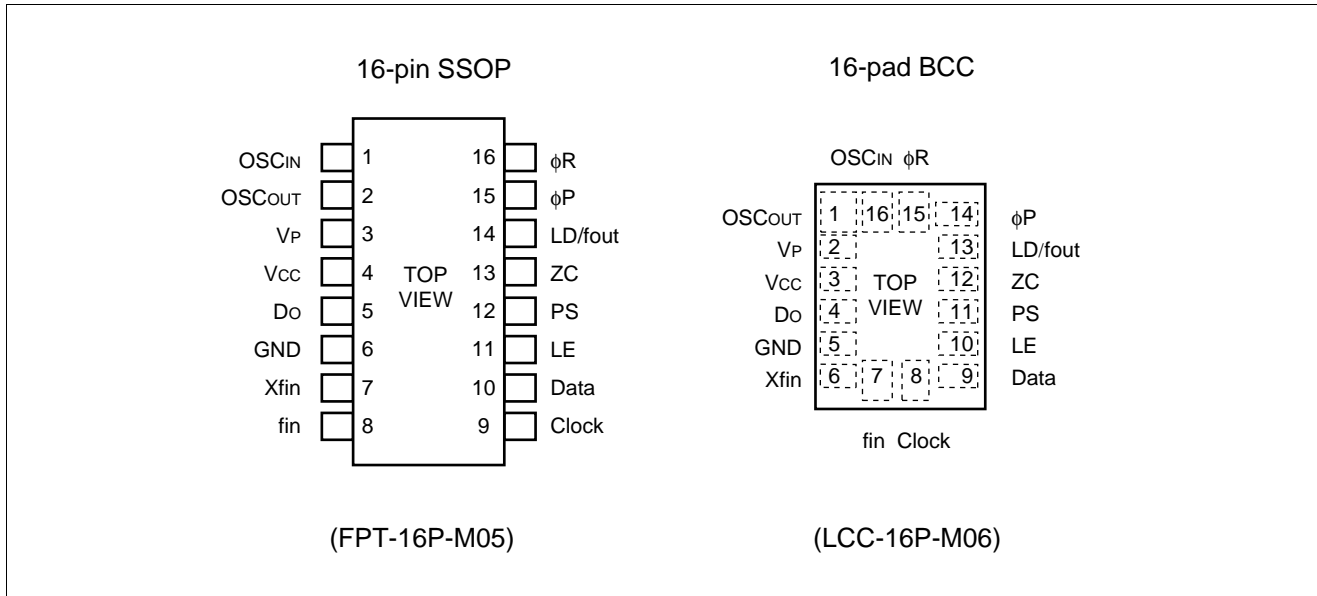 16-pin SSOP
OSCIN 1 16 ϕR
OSCOUT 2 15 ϕP
VP 3 14 LD/fout
VCC 4 13 ZC
DO 5 12 PS
GND 6 11 LE
Xfin 7 10 Data
fin 8 9 Clock
TOP
VIEW
(FPT-16P-M05)
16-pad BCC
OSCIN ϕR
OSCOUT 1 16 15 14 ϕP
VP 2 13 LD/fout
VCC 3 12 ZC
DO 4 11 PS
GND 5 10 LE
Xfin 6 7 8 9 Data
TOP
VIEW
fin Clock
(LCC-16P-M06)